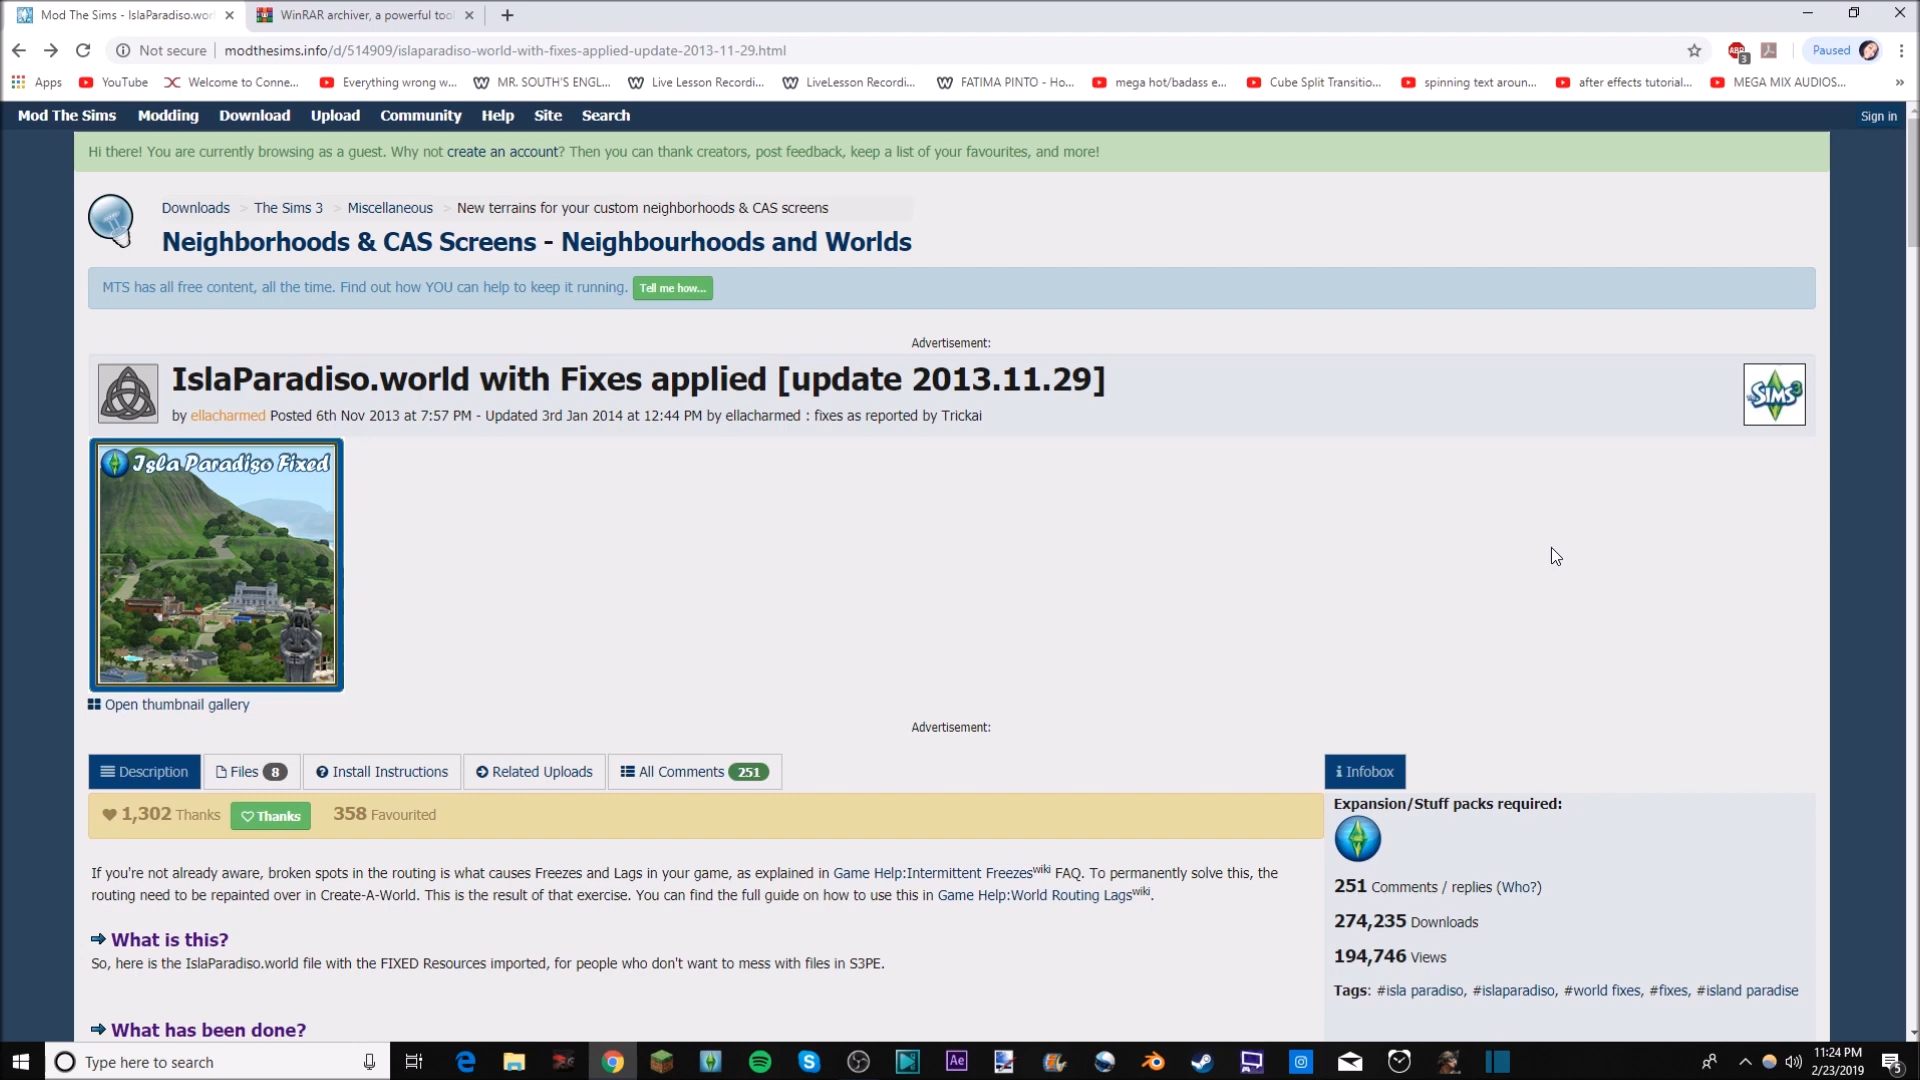 Mod The Sims - IslaParadiso.worl
WinRAR archiver, a powerful tool
Not secure
modthesims.info/d/514909/islaparadiso-world-with-fixes-applied-update-2013-11-29.html
ABP
3
Paused
Apps
YouTube
Welcome to Conne...
Everything wrong w...
MR. SOUTH'S ENGL...
Live Lesson Recordi...
LiveLesson Recordi...
FATIMA PINTO - Ho...
mega hot/badass e...
Cube Split Transitio...
spinning text aroun...
after effects tutorial...
MEGA MIX AUDIOS...
»
Mod The Sims Modding Download Upload Community Help Site Search
Sign in
Hi there! You are currently browsing as a guest. Why not create an account? Then you can thank creators, post feedback, keep a list of your favourites, and more!
Downloads > The Sims 3 > Miscellaneous > New terrains for your custom neighborhoods & CAS screens
Neighborhoods & CAS Screens - Neighbourhoods and Worlds
MTS has all free content, all the time. Find out how YOU can help to keep it running. Tell me how...
Advertisement:
IslaParadiso.world with Fixes applied [update 2013.11.29]
by ellacharmed Posted 6th Nov 2013 at 7:57 PM - Updated 3rd Jan 2014 at 12:44 PM by ellacharmed : fixes as reported by Trickai
The SIMS 3
Isla Paradiso Fixed
Open thumbnail gallery
Advertisement:
Description
Files 8
Install Instructions
Related Uploads
All Comments 251
Infobox
1,302 Thanks
Thanks
358 Favourited
Expansion/Stuff packs required:
251 Comments / replies (Who?)
274,235 Downloads
194,746 Views
Tags: #isla paradiso, #islaparadiso, #world fixes, #fixes, #island paradise
If you're not already aware, broken spots in the routing is what causes Freezes and Lags in your game, as explained in Game Help:Intermittent Freezeswiki FAQ. To permanently solve this, the
routing need to be repainted over in Create-A-World. This is the result of that exercise. You can find the full guide on how to use this in Game Help:World Routing Lagswiki.
What is this?
So, here is the IslaParadiso.world file with the FIXED Resources imported, for people who don't want to mess with files in S3PE.
What has been done?
Type here to search
Ae
11:24 PM
2/23/2019
5